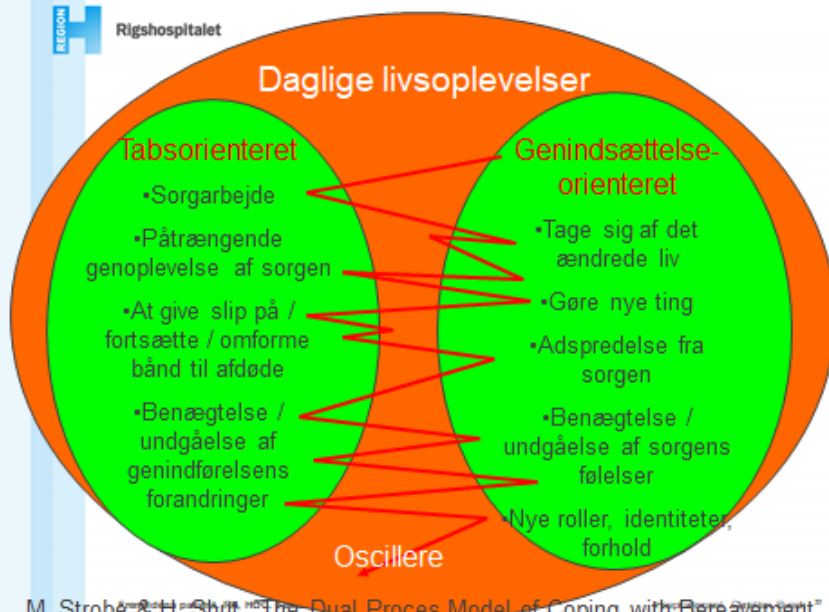 REGION
Rigshospitalet
Daglige livsoplevelser
Tabsorienteret
•Sorgarbejde
•Påtrængende
genoplevelse af sorgen
•At give slip på /
fortsætte / omforme
bånd til afdøde
•Benægtelse /
undgåelse af
genindførelsens
forandringer
Genindsættelse-
orienteret
•Tage sig af det
ændrede liv
•Gøre nye ting
•Adspredelse fra
sorgen
•Benægtelse /
undgåelse af sorgens
følelser
•Nye roller, identiteter,
forhold
Oscillere
M. Strobe & H. Shut "The Dual Proces Model of Coping with Bereavement"